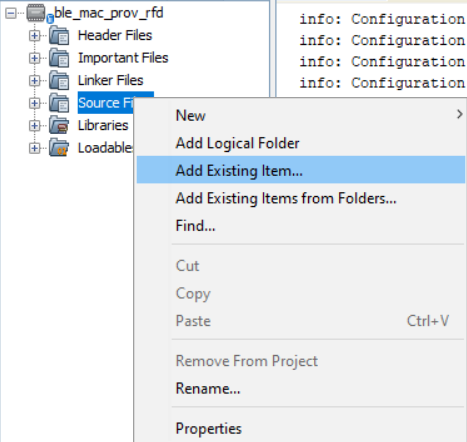 ble_mac_prov_rfd
Header Files
Important Files
Linker Files
Source Fi
Libraries
Loadable
info: Configuration
info: Configuration
info: Configuration
info: Configuration
New
Add Logical Folder
Add Existing Item...
Add Existing Items from Folders...
Find...
Cut
Copy
Paste Ctrl+V
Remove From Project
Rename...
Properties